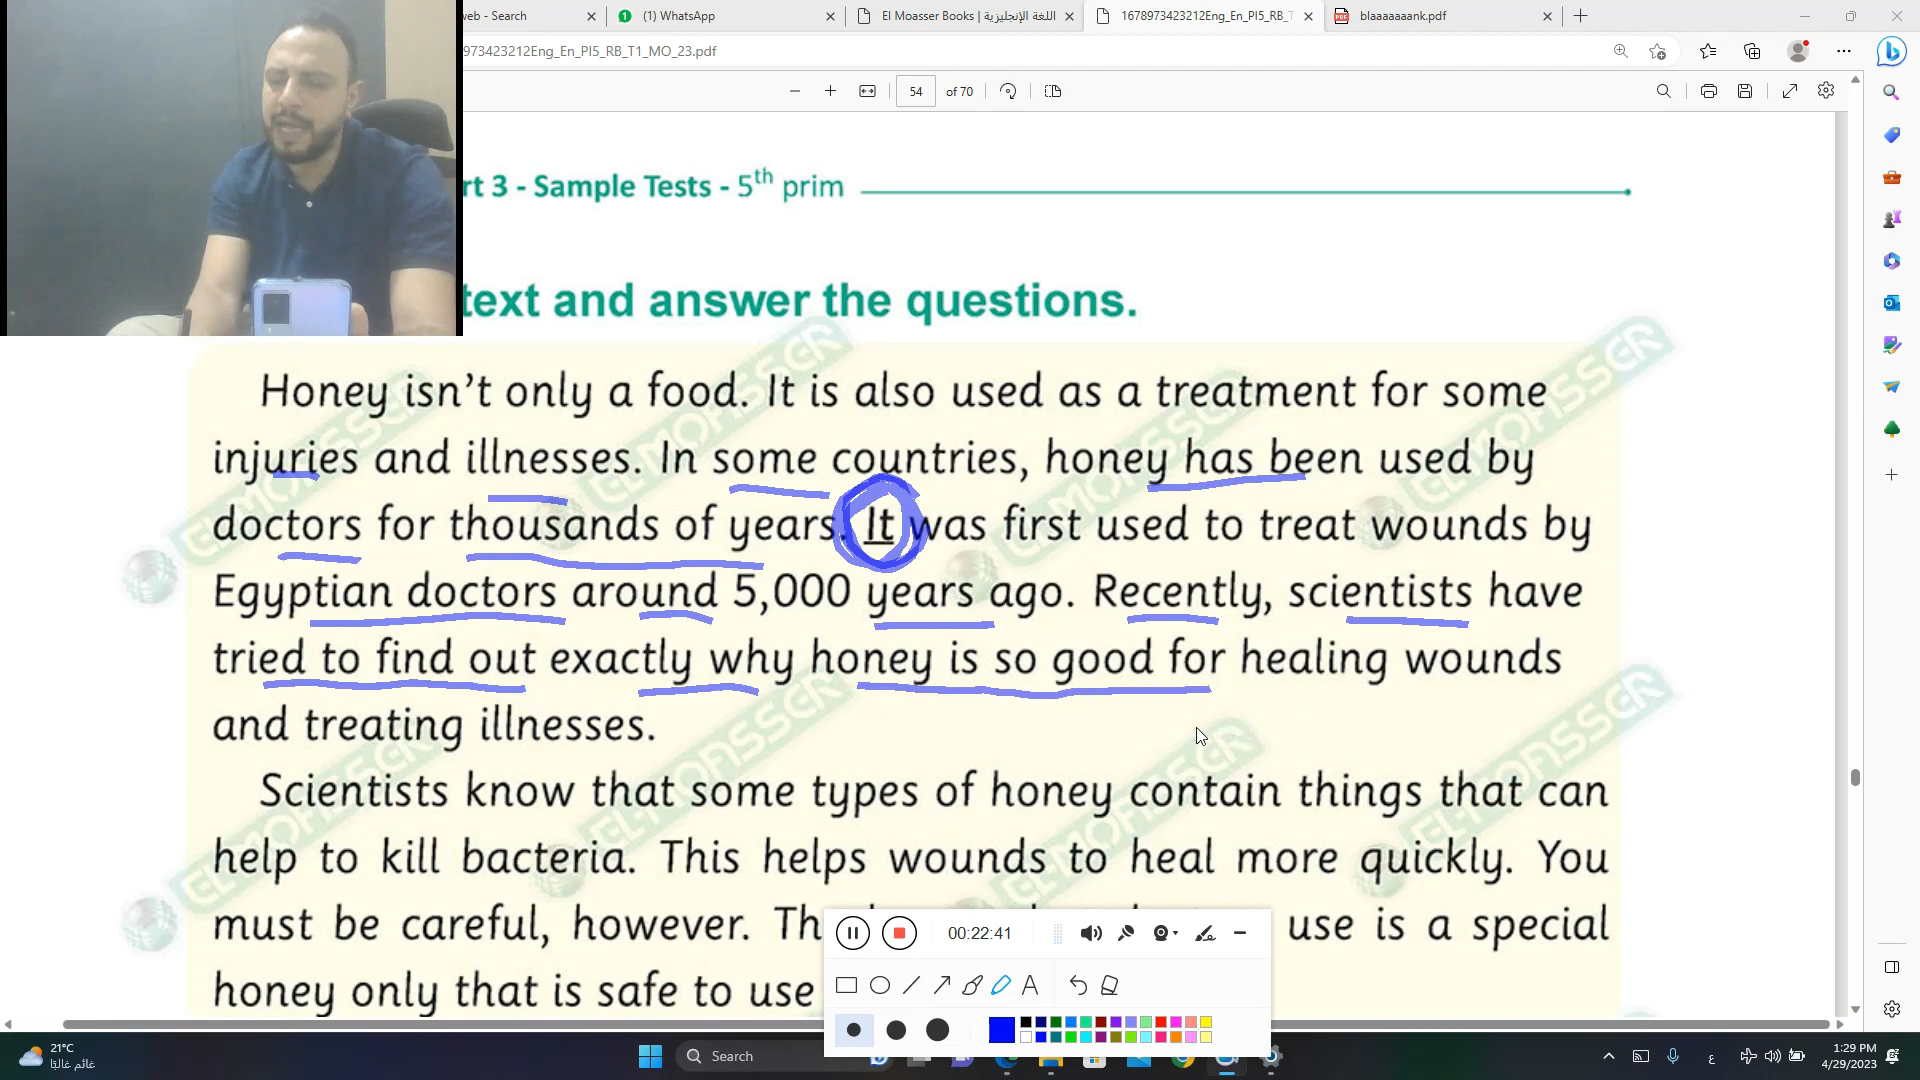 web - Search
(1) WhatsApp
El Moasser Books | اللغة الإنجليزية
1678973423212Eng_En_PI5_RB_T
blaaaaaaank.pdf
973423212Eng_En_PI5_RB_T1_MO_23.pdf
54 of 70
rt 3 - Sample Tests - 5th prim
text and answer the questions.
Honey isn't only a food. It is also used as a treatment for some
injuries and illnesses. In some countries, honey has been used by
doctors for thousands of years. It was first used to treat wounds by
Egyptian doctors around 5,000 years ago. Recently, scientists have
tried to find out exactly why honey is so good for healing wounds
and treating illnesses.
Scientists know that some types of honey contain things that can
help to kill bacteria. This helps wounds to heal more quickly. You
must be careful, however. Th use is a special
honey only that is safe to use
00:22:41
A
21°C
غائم غالبًا
Search
ع
1:29 PM
4/29/2023